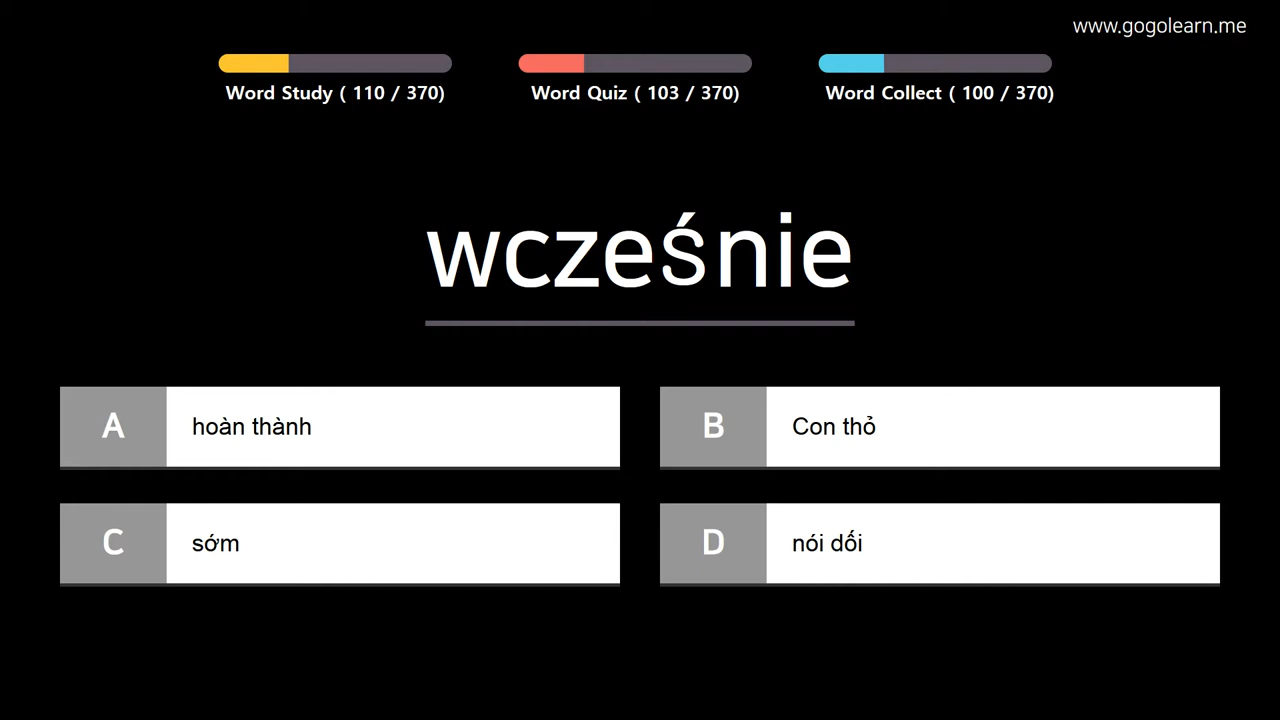 www.gogolearn.me
Word Study ( 110 / 370)
Word Quiz ( 103 / 370)
Word Collect ( 100 / 370)
wcześnie
A hoàn thành
B Con thỏ
C sớm
D nói dối